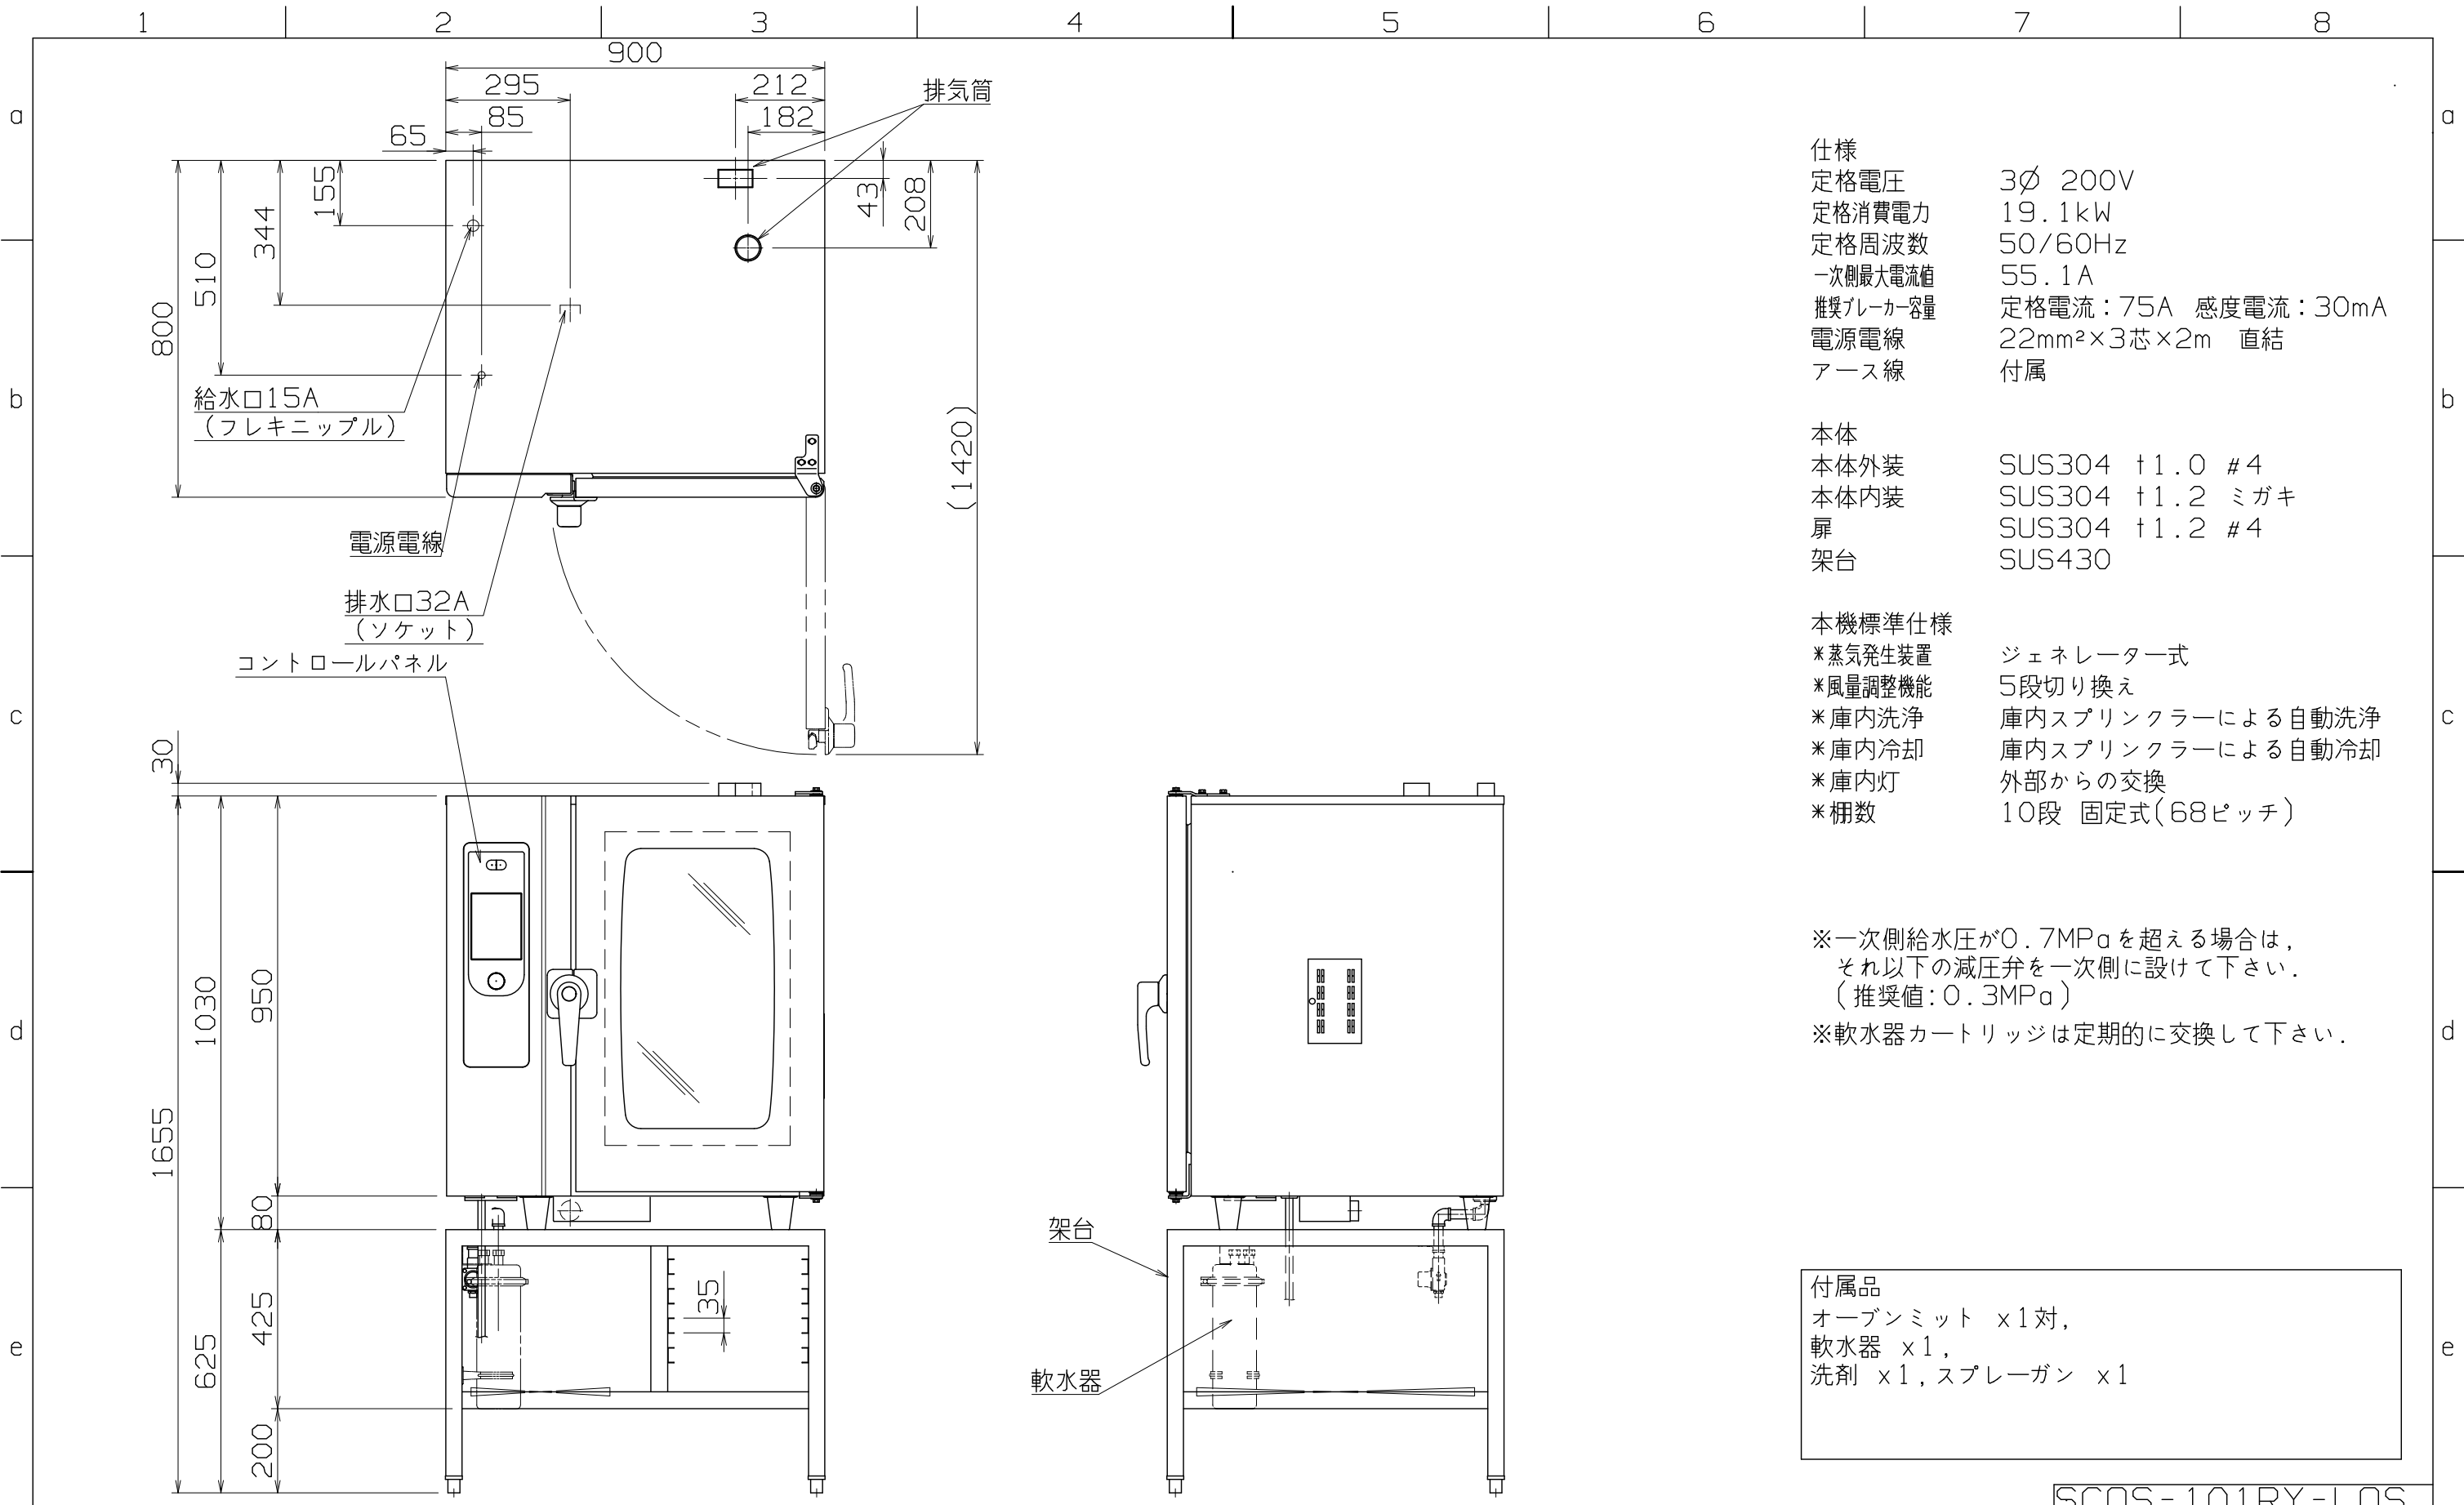 1 2 3 4 5 6 7 8
a a
b b
c c
d d
e e
900
295
212
85
182
65
排気筒
155
344
510
800
43
208
(1420)
給水口15A
(フレキニップル)
電源電線
排水口32A
(ソケット)
コントロールパネル
30
1030
950
1655
80
425
625
200
35
架台
軟水器
仕様
定格電圧 3∅ 200V
定格消費電力 19.1kW
定格周波数 50/60Hz
一次側最大電流値 55.1A
推奨ブレーカー容量 定格電流：75A 感度電流：30mA
電源電線 22mm²×3芯×2m 直結
アース線 付属
本体
本体外装 SUS304 t1.0 #4
本体内装 SUS304 t1.2 ミガキ
扉 SUS304 t1.2 #4
架台 SUS430
本機標準仕様
*蒸気発生装置 ジェネレーター式
*風量調整機能 5段切り換え
*庫内洗浄 庫内スプリンクラーによる自動洗浄
*庫内冷却 庫内スプリンクラーによる自動冷却
*庫内灯 外部からの交換
*棚数 10段 固定式(68ピッチ)
※一次側給水圧が0.7MPaを超える場合は,
それ以下の減圧弁を一次側に設けて下さい.
(推奨値:0.3MPa)
※軟水器カートリッジは定期的に交換して下さい.
付属品
オーブンミット x1対,
軟水器 x1,
洗剤 x1,スプレーガン x1
SCOS-101RY-LOS